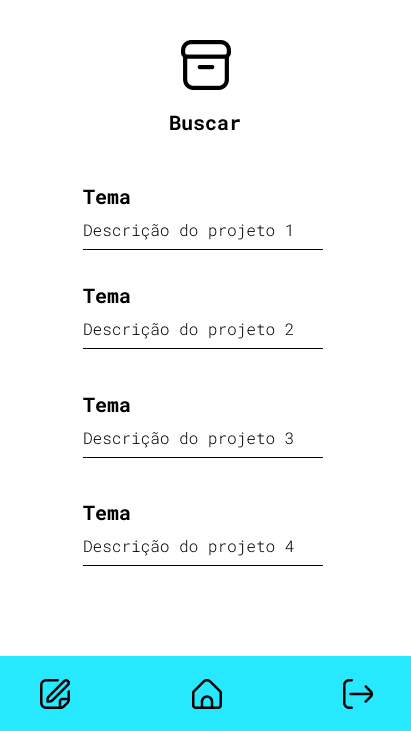 Buscar
Tema
Descrição do projeto 1
Tema
Descrição do projeto 2
Tema
Descrição do projeto 3
Tema
Descrição do projeto 4